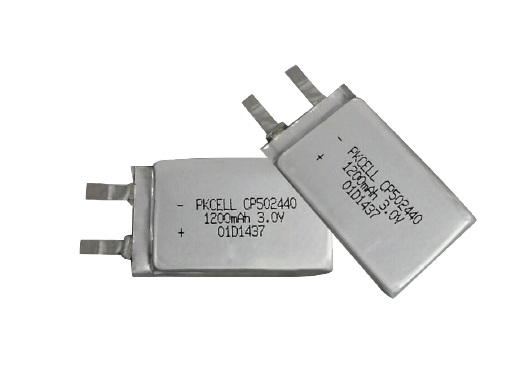 - PKCELL CP502440
1200mAh 3.0V
+ 01D1437
- PKCELL CP502440
1200mAh 3.0V
+ 01D1437